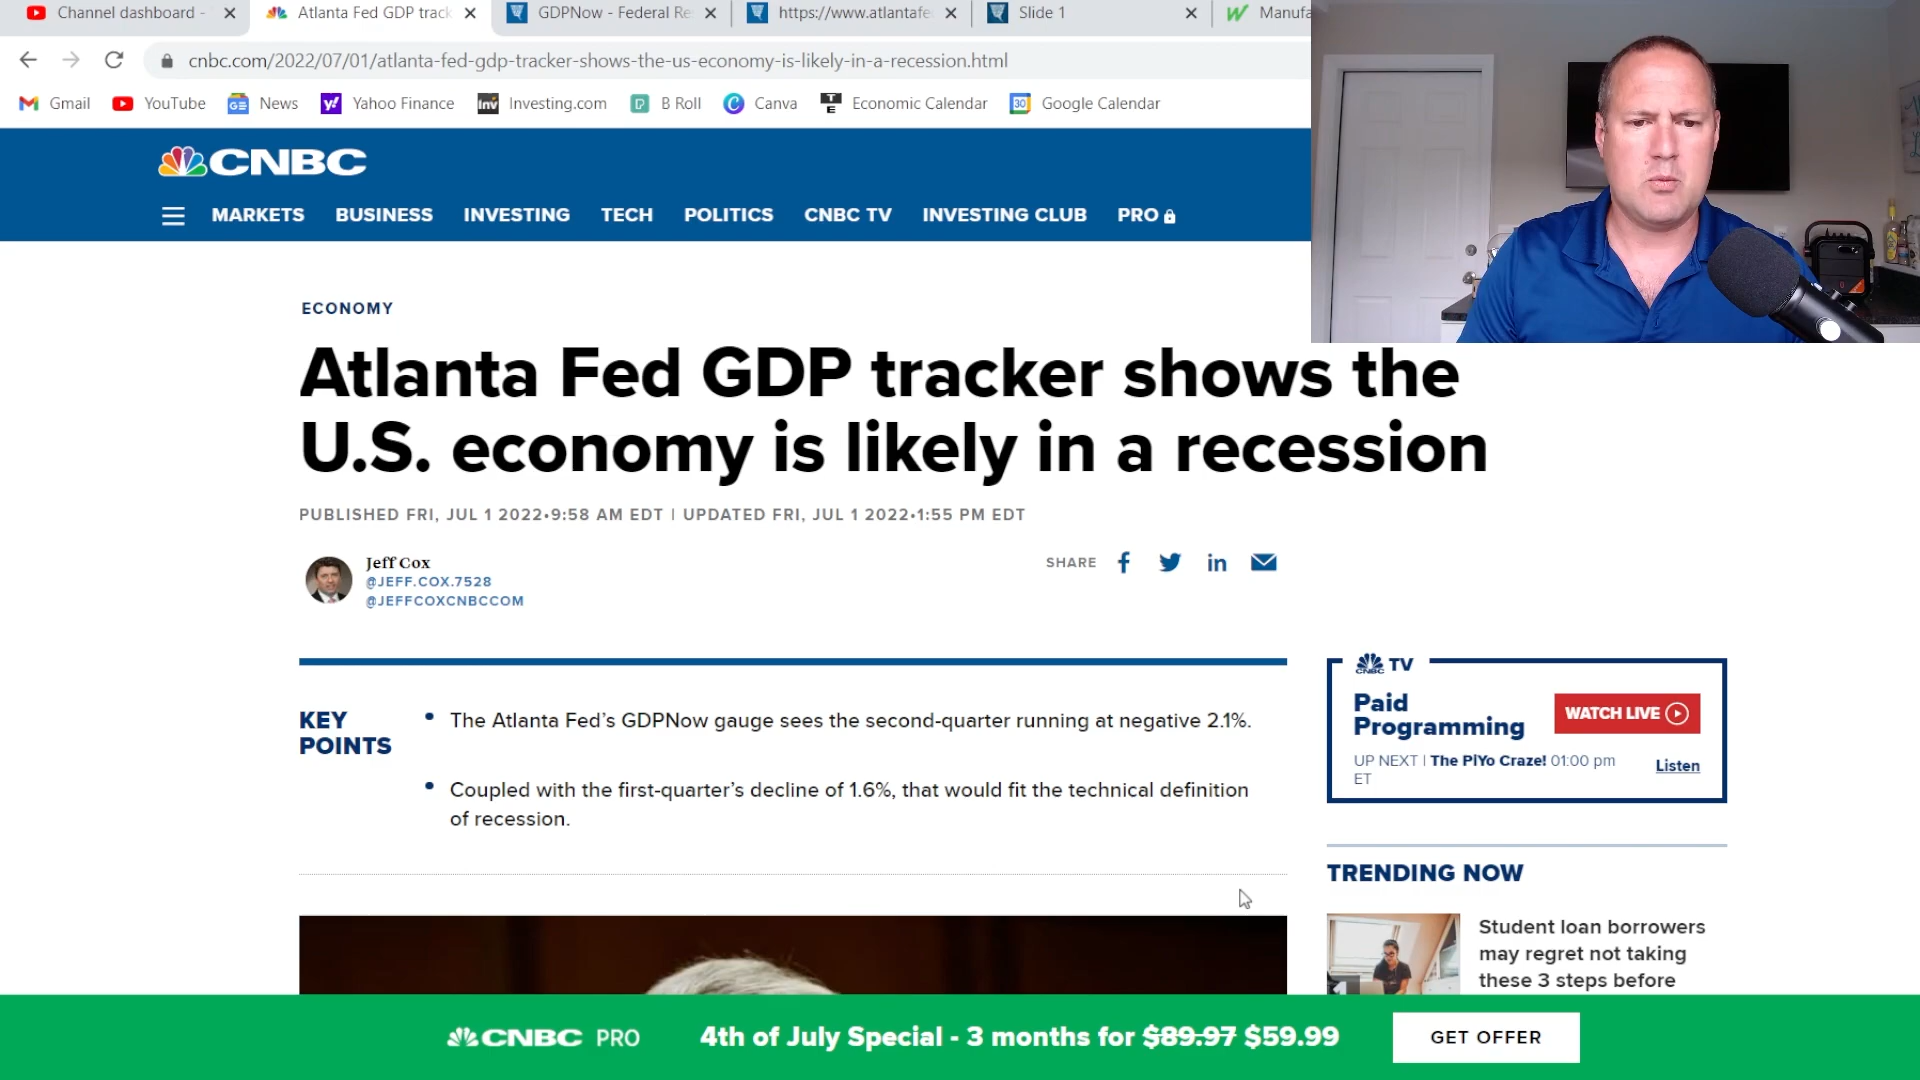 Channel dashboard -
Atlanta Fed GDP track
GDPNow - Federal Re
https://www.atlantafe
Slide 1
Manufa
cnbc.com/2022/07/01/atlanta-fed-gdp-tracker-shows-the-us-economy-is-likely-in-a-recession.html
Gmail
YouTube
News
Yahoo Finance
Investing.com
B Roll
Canva
Economic Calendar
Google Calendar
CNBC
MARKETS BUSINESS INVESTING TECH POLITICS CNBC TV INVESTING CLUB PRO
ECONOMY
Atlanta Fed GDP tracker shows the
U.S. economy is likely in a recession
PUBLISHED FRI, JUL 1 2022•9:58 AM EDT | UPDATED FRI, JUL 1 2022•1:55 PM EDT
Jeff Cox
@JEFF.COX.7528
@JEFFCOXCNBCCOM
SHARE
KEY
POINTS
• The Atlanta Fed’s GDPNow gauge sees the second-quarter running at negative 2.1%.
• Coupled with the first-quarter’s decline of 1.6%, that would fit the technical definition
of recession.
CNBC TV
Paid
Programming
WATCH LIVE
UP NEXT | The PiYo Craze! 01:00 pm
ET
Listen
TRENDING NOW
1
Student loan borrowers
may regret not taking
these 3 steps before
CNBC PRO
4th of July Special - 3 months for $89.97 $59.99
GET OFFER